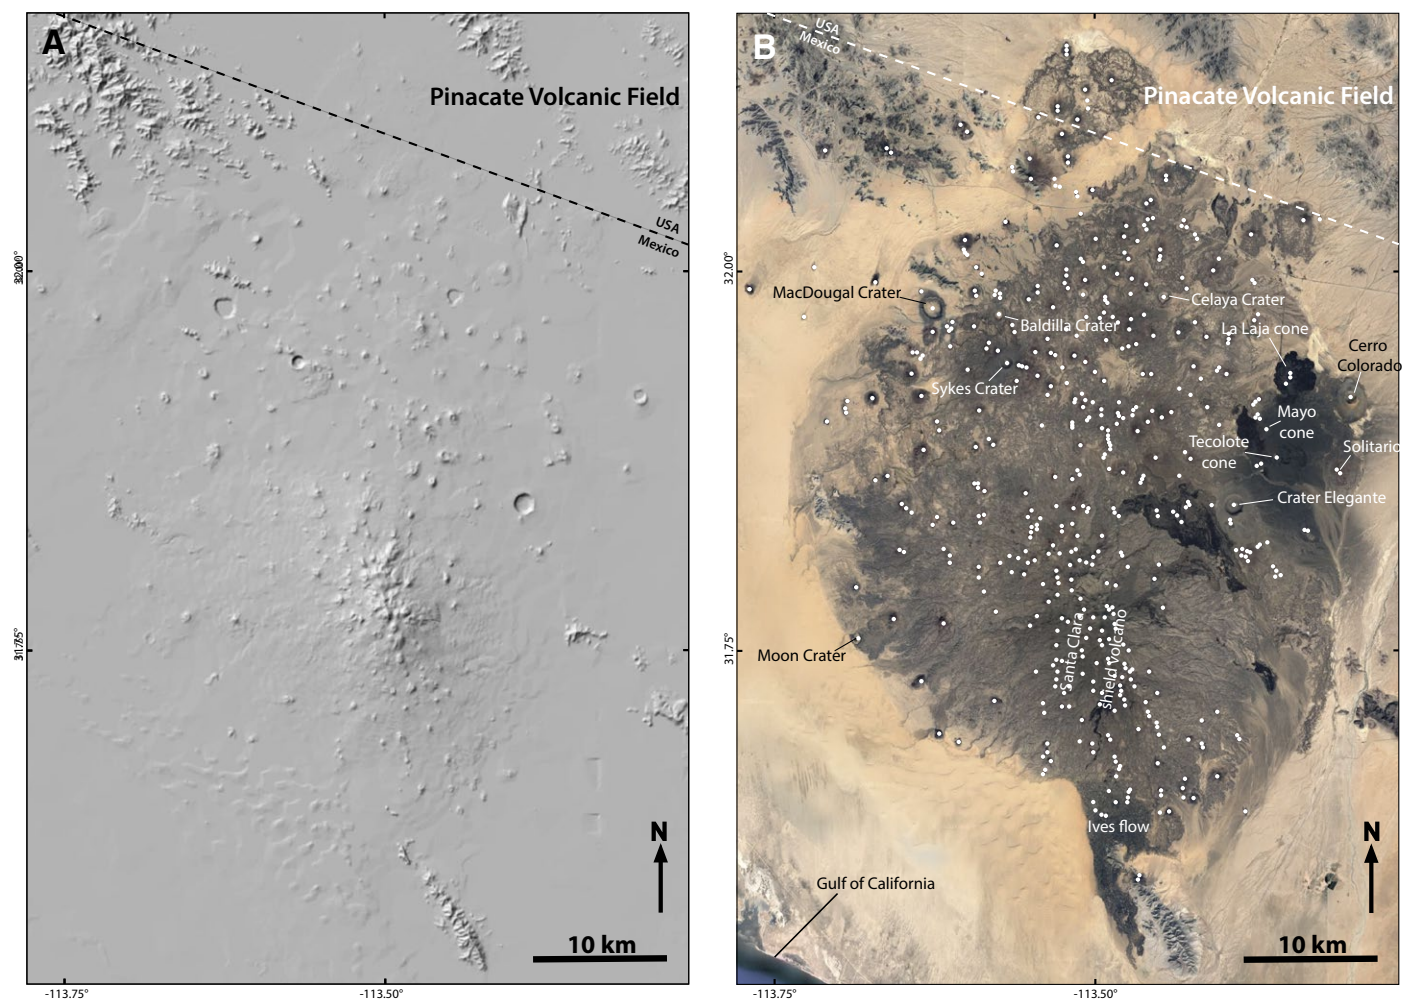 A
Pinacate Volcanic Field
USA
Mexico
32.00°
31.75°
N
10 km
-113.75°
-113.50°
B
USA
Mexico
Pinacate Volcanic Field
32.00°
MacDougal Crater
Celaya Crater
Baldilla Crater
La Laja cone
Cerro
Colorado
Sykes Crater
Mayo
cone
Tecolote
cone
Solitario
Crater Elegante
Santa Clara
shield volcano
31.75°
Moon Crater
Ives flow
N
Gulf of California
10 km
-113.75°
-113.50°